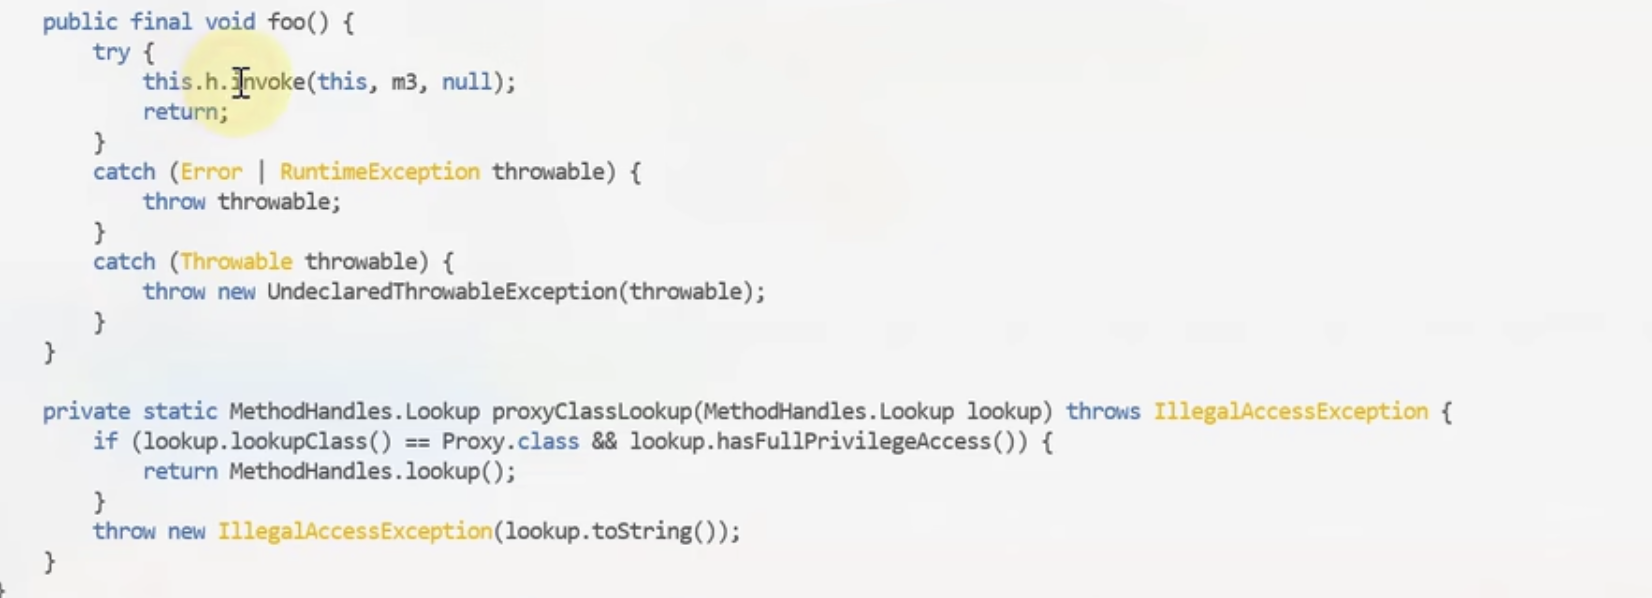 public final void foo() {
try {
this.h.invoke(this, m3, null);
return;
}
catch (Error | RuntimeException throwable) {
throw throwable;
}
catch (Throwable throwable) {
throw new UndeclaredThrowableException(throwable);
}
}
private static MethodHandles.Lookup proxyClassLookup(MethodHandles.Lookup lookup) throws IllegalAccessException {
if (lookup.lookupClass() == Proxy.class && lookup.hasFullPrivilegeAccess()) {
return MethodHandles.lookup();
}
throw new IllegalAccessException(lookup.toString());
}
}